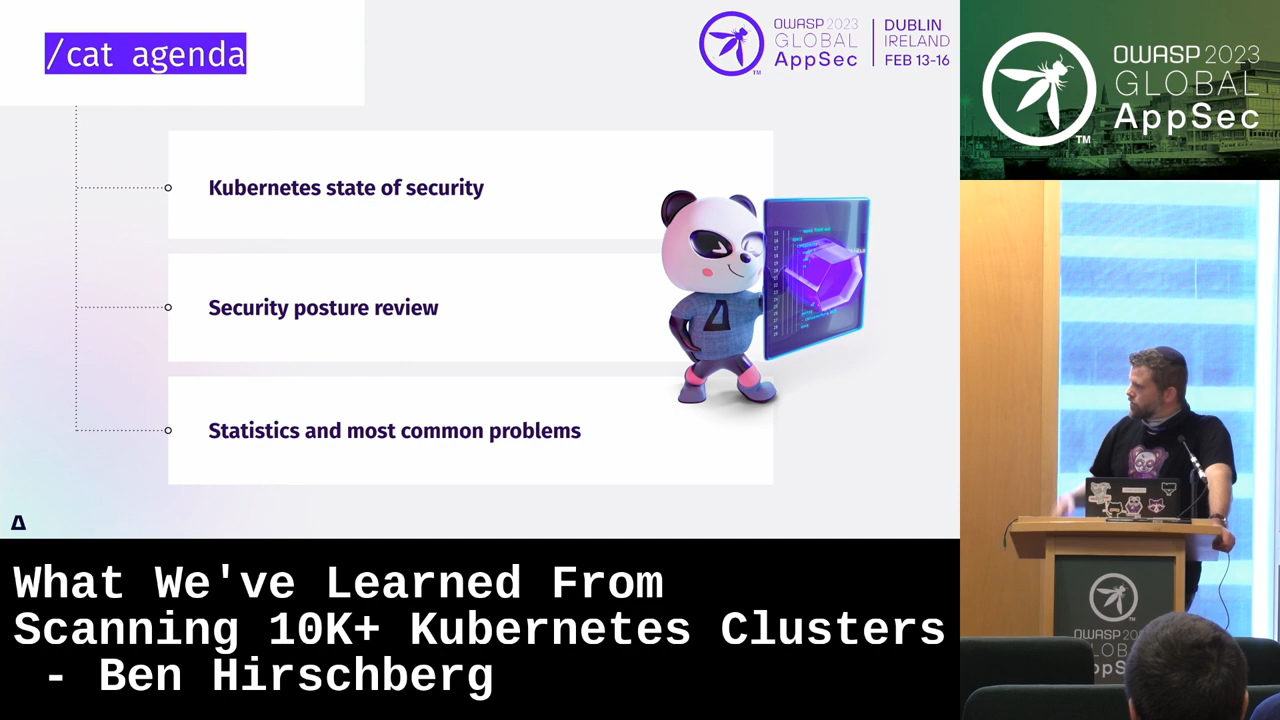 /cat agenda
OWASP 2023
GLOBAL
AppSec
TM
DUBLIN
IRELAND
FEB 13-16
OWASP 2023
GLOBAL
AppSec
TM
Kubernetes state of security
Security posture review
Statistics and most common problems
What We've Learned From
Scanning 10K+ Kubernetes Clusters
- Ben Hirschberg